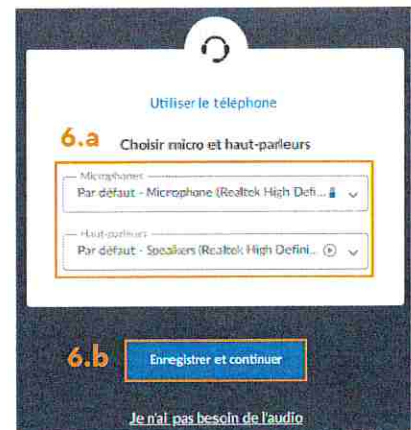 Utiliser le téléphone
6.a Choisir micro et haut-parleurs
Microphones
Par défaut - Microphone (Realtek High Defi...
Haut-parleurs
Par défaut - Speakers (Realtek High Defini...
6.b Enregistrer et continuer
Je n'ai pas besoin de l'audio